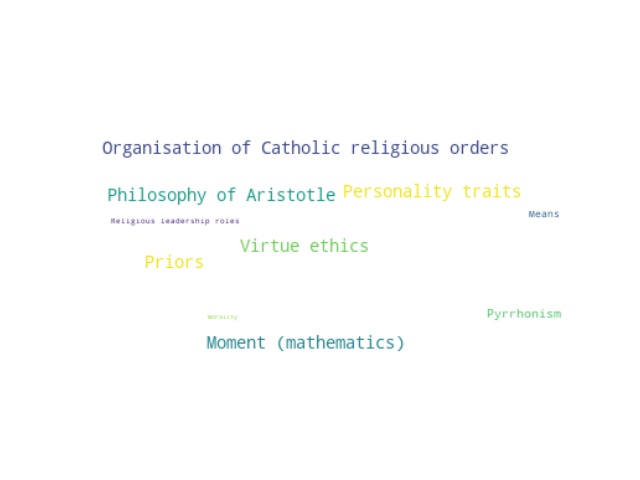 Organisation of Catholic religious orders
Philosophy of Aristotle
Personality traits
Means
Religious leadership roles
Virtue ethics
Priors
Pyrrhonism
Moment (mathematics)